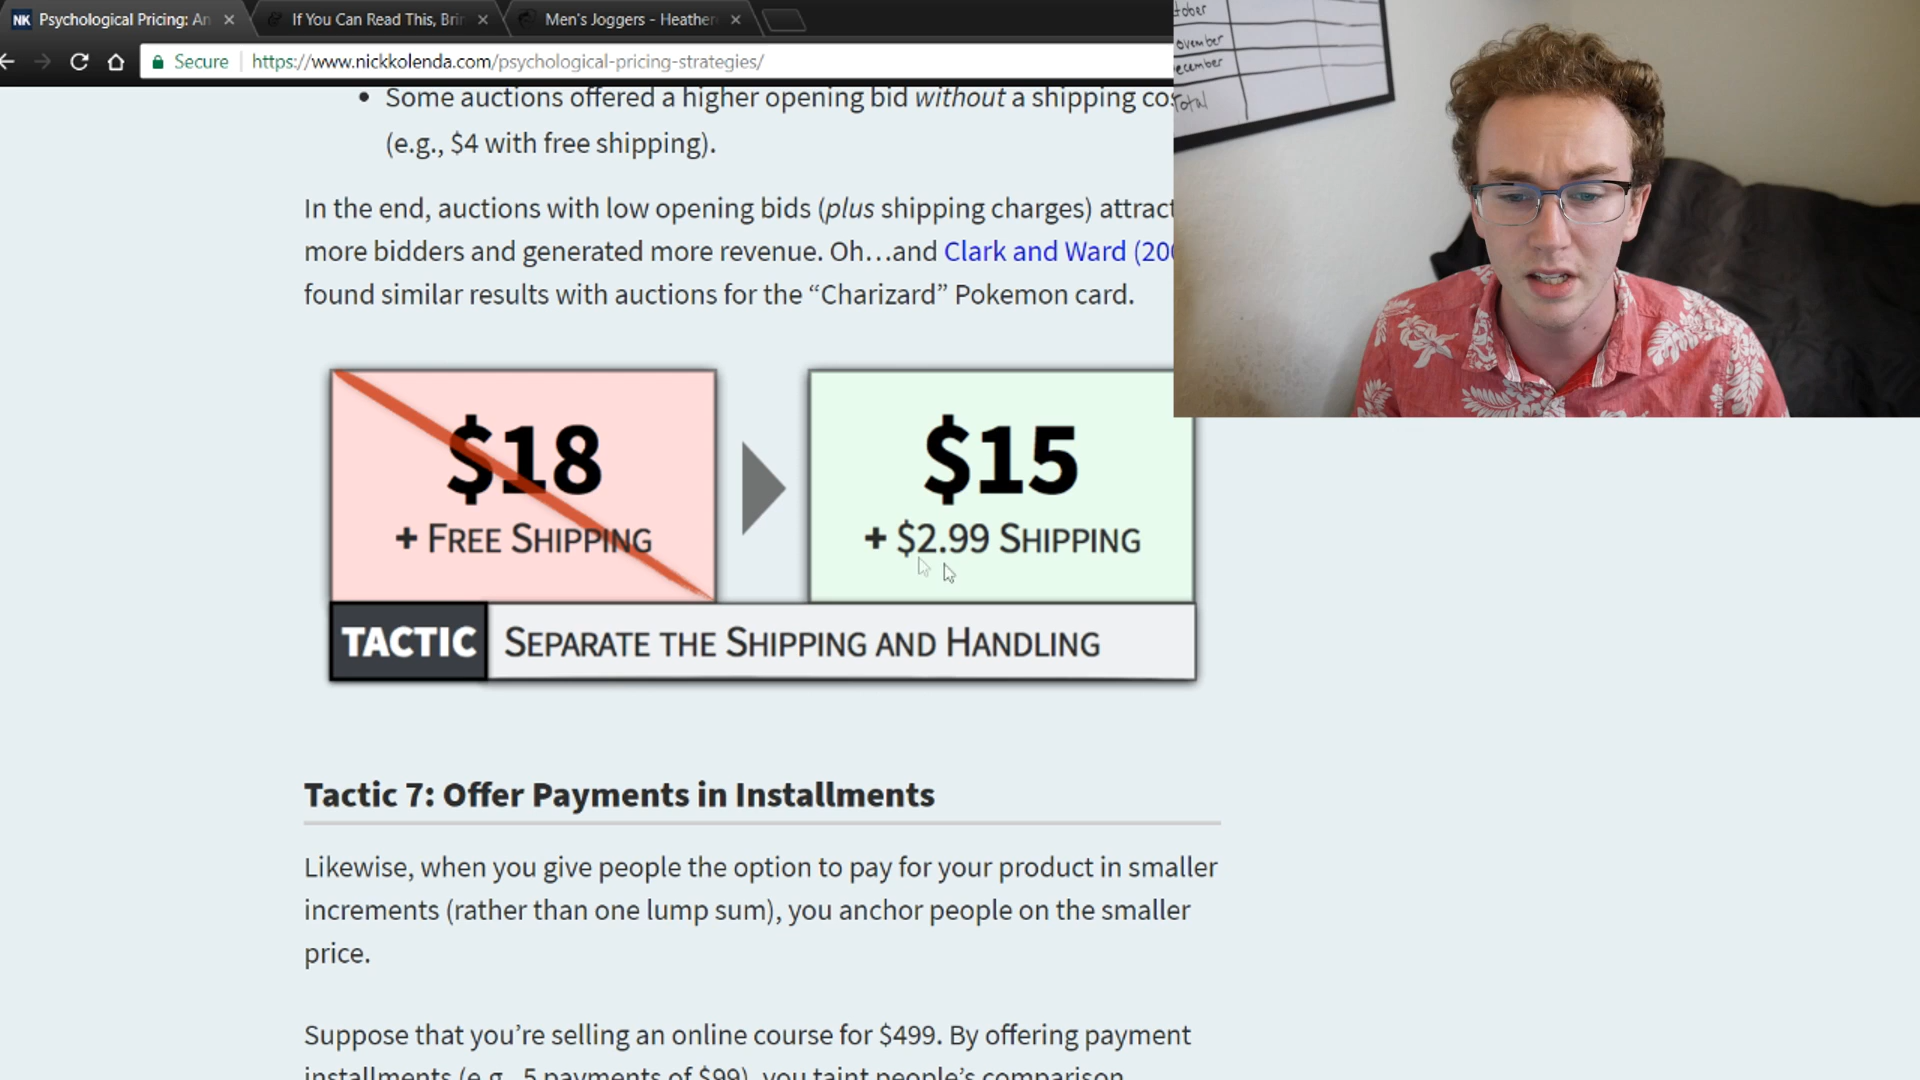 Psychological Pricing: An
If You Can Read This, Brin
Men's Joggers - Heather
Secure
https://www.nickkolenda.com/psychological-pricing-strategies/
tober
ovember
ecember
Total
• Some auctions offered a higher opening bid without a shipping cos
(e.g., $4 with free shipping).
In the end, auctions with low opening bids (plus shipping charges) attract
more bidders and generated more revenue. Oh…and Clark and Ward (200
found similar results with auctions for the “Charizard” Pokemon card.
$18
+ FREE SHIPPING
$15
+ $2.99 SHIPPING
TACTIC
SEPARATE THE SHIPPING AND HANDLING
Tactic 7: Offer Payments in Installments
Likewise, when you give people the option to pay for your product in smaller
increments (rather than one lump sum), you anchor people on the smaller
price.
Suppose that you’re selling an online course for $499. By offering payment
installments (e.g., 5 payments of $99), you taint people’s comparison